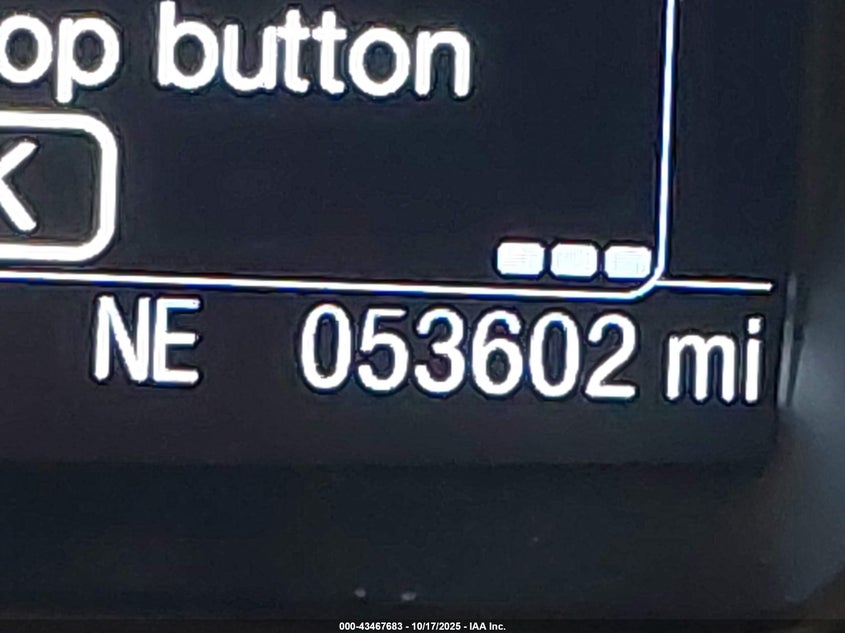 op button
K
NE 053602 mi
000-43467683 - 10/17/2025 - IAA Inc.